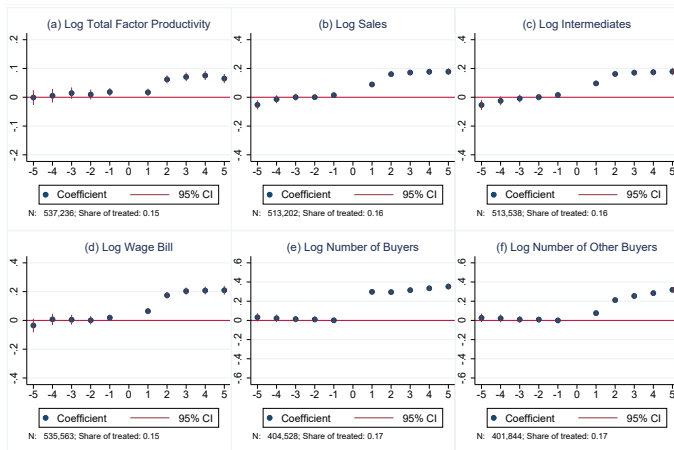 (a) Log Total Factor Productivity
.2
.1
0
-.1
-.2
-5 -4 -3 -2 -1 0 1 2 3 4 5
Coefficient 95% CI
N: 537,236; Share of treated: 0.15
(b) Log Sales
.4
.2
0
-.2
-.4
-5 -4 -3 -2 -1 0 1 2 3 4 5
Coefficient 95% CI
N: 513,202; Share of treated: 0.16
(c) Log Intermediates
.4
.2
0
-.2
-.4
-5 -4 -3 -2 -1 0 1 2 3 4 5
Coefficient 95% CI
N: 513,538; Share of treated: 0.16
(d) Log Wage Bill
.4
.2
0
-.2
-.4
-5 -4 -3 -2 -1 0 1 2 3 4 5
Coefficient 95% CI
N: 535,563; Share of treated: 0.15
(e) Log Number of Buyers
.6
.4
.2
0
-.2
-.4
-.6
-5 -4 -3 -2 -1 0 1 2 3 4 5
Coefficient 95% CI
N: 404,528; Share of treated: 0.17
(f) Log Number of Other Buyers
.6
.4
.2
0
-.2
-.4
-.6
-5 -4 -3 -2 -1 0 1 2 3 4 5
Coefficient 95% CI
N: 401,844; Share of treated: 0.17